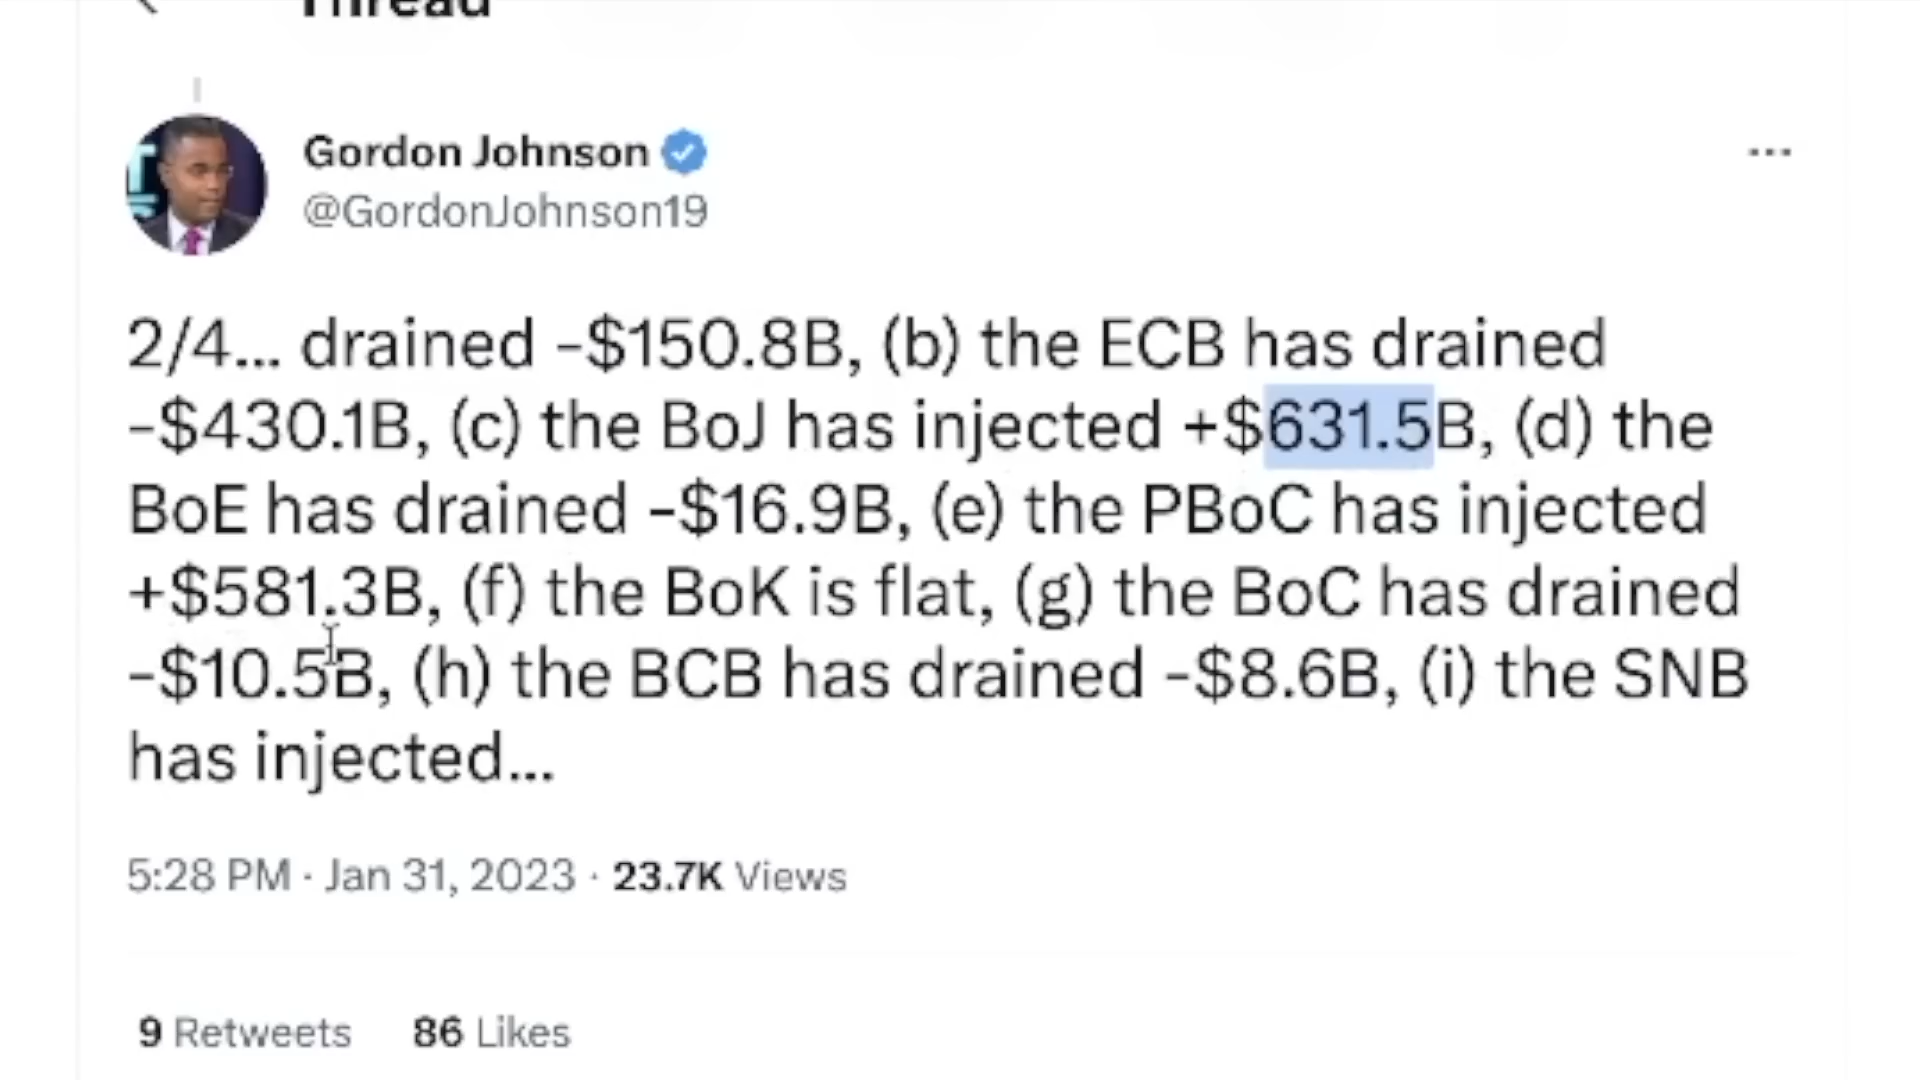 Thread
Gordon Johnson
@GordonJohnson19
2/4... drained -$150.8B, (b) the ECB has drained
-$430.1B, (c) the BoJ has injected +$631.5B, (d) the
BoE has drained -$16.9B, (e) the PBoC has injected
+$581.3B, (f) the BoK is flat, (g) the BoC has drained
-$10.5B, (h) the BCB has drained -$8.6B, (i) the SNB
has injected...
5:28 PM · Jan 31, 2023 · 23.7K Views
9 Retweets 86 Likes